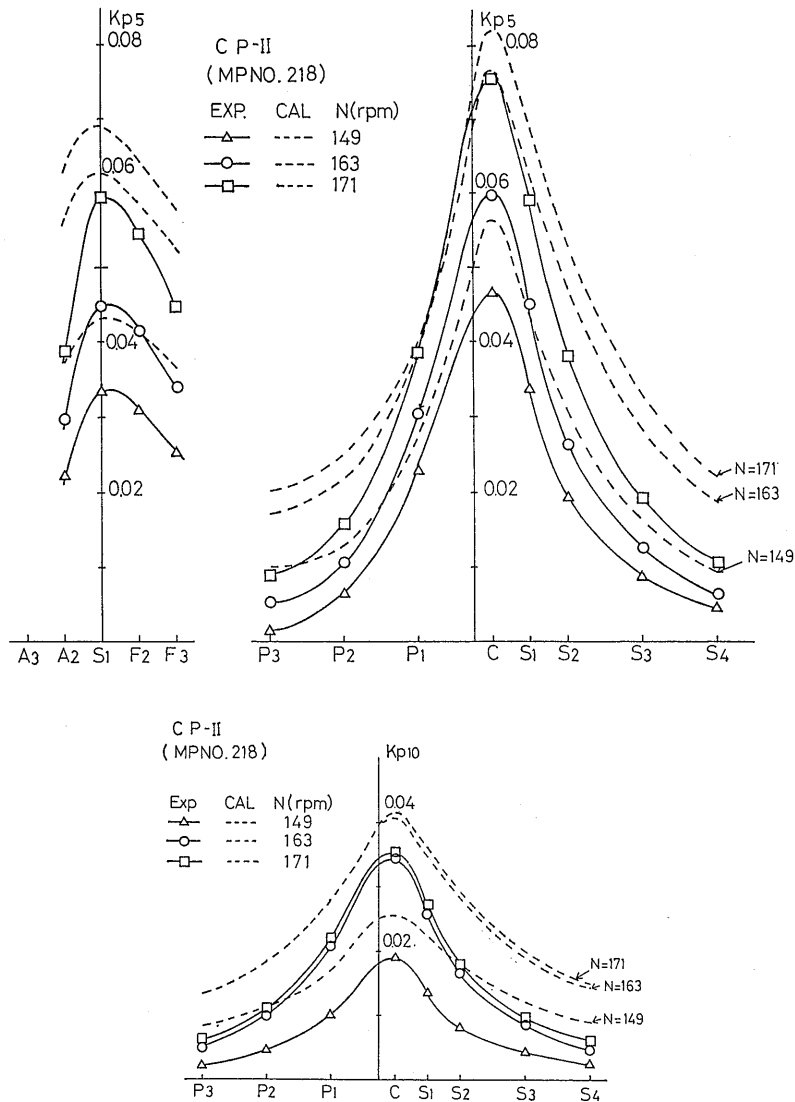 Kp5
0.08
0.06
0.04
0.02
A3 A2 S1 F2 F3
C P-II
(MPNO. 218)
EXP. CAL N(rpm)
149
163
171
Kp5
0.08
0.06
0.04
0.02
N=171
N=163
N=149
P3 P2 P1 C S1 S2 S3 S4
C P-II
(MPNO. 218)
Exp CAL N(rpm)
149
163
171
Kp10
0.04
0.02
N=171
N=163
N=149
P3 P2 P1 C S1 S2 S3 S4